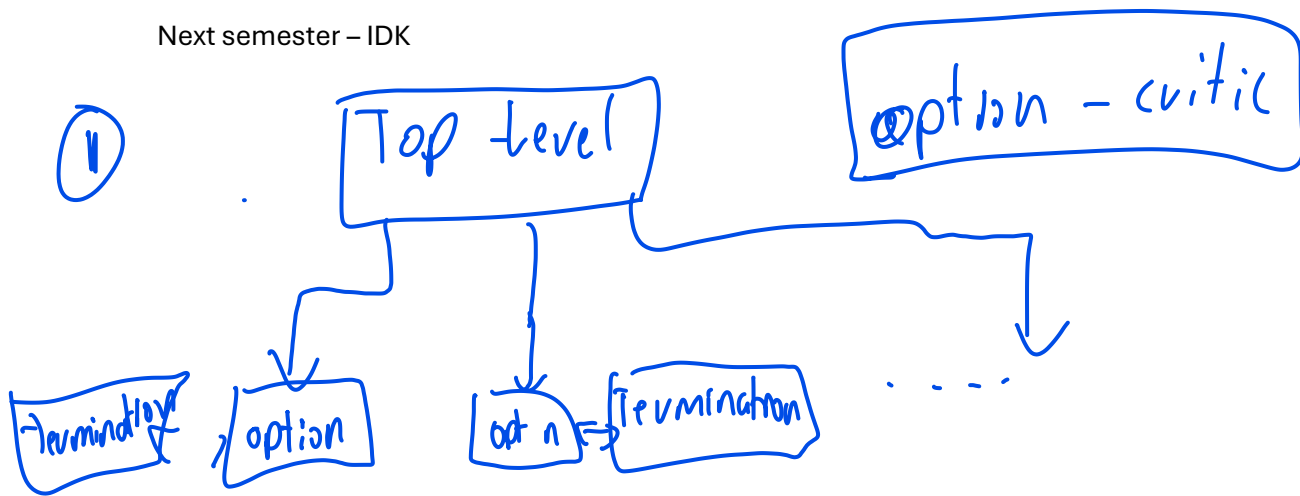 Next semester – IDK
option - critic
Top level
1
Termination
option
opt n
Termination